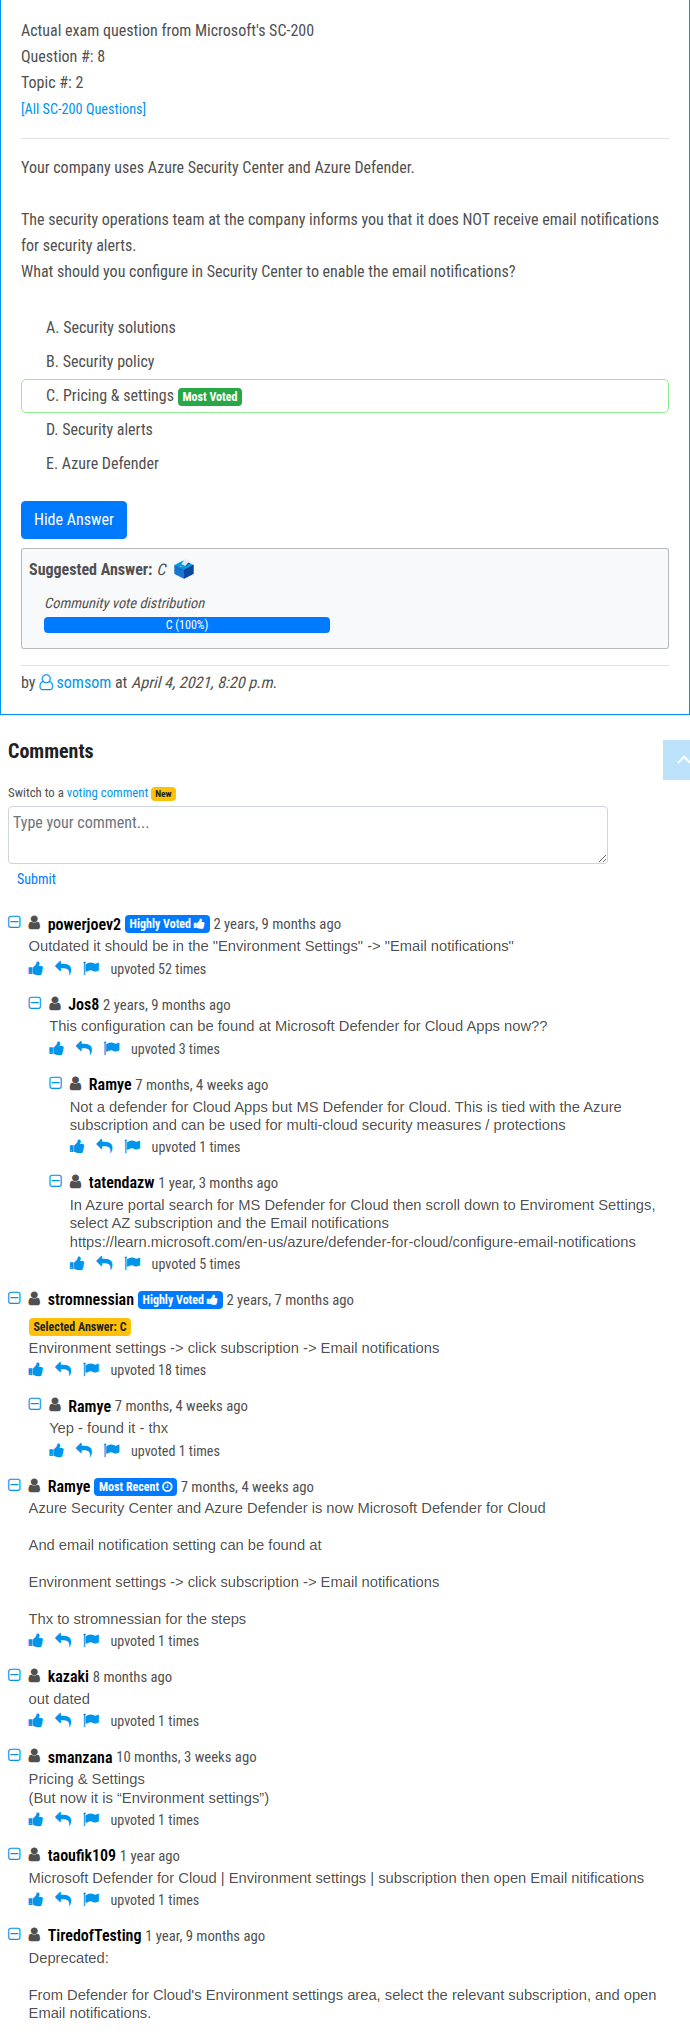 Actual exam question from Microsoft's SC-200
Question #: 8
Topic #: 2
[All SC-200 Questions]
Your company uses Azure Security Center and Azure Defender.
The security operations team at the company informs you that it does NOT receive email notifications
for security alerts.
What should you configure in Security Center to enable the email notifications?
A. Security solutions
B. Security policy
C. Pricing & settings Most Voted
D. Security alerts
E. Azure Defender
Hide Answer
Suggested Answer: C
Community vote distribution
C (100%)
by somsom at April 4, 2021, 8:20 p.m.
Comments
Switch to a voting comment New
Type your comment...
Submit
powerjoev2 Highly Voted 2 years, 9 months ago
Outdated it should be in the "Environment Settings" -> "Email notifications"
upvoted 52 times
Jos8 2 years, 9 months ago
This configuration can be found at Microsoft Defender for Cloud Apps now??
upvoted 3 times
Ramye 7 months, 4 weeks ago
Not a defender for Cloud Apps but MS Defender for Cloud. This is tied with the Azure
subscription and can be used for multi-cloud security measures / protections
upvoted 1 times
tatendazw 1 year, 3 months ago
In Azure portal search for MS Defender for Cloud then scroll down to Enviroment Settings,
select AZ subscription and the Email notifications
https://learn.microsoft.com/en-us/azure/defender-for-cloud/configure-email-notifications
upvoted 5 times
stromnessian Highly Voted 2 years, 7 months ago
Selected Answer: C
Environment settings -> click subscription -> Email notifications
upvoted 18 times
Ramye 7 months, 4 weeks ago
Yep - found it - thx
upvoted 1 times
Ramye Most Recent 7 months, 4 weeks ago
Azure Security Center and Azure Defender is now Microsoft Defender for Cloud
And email notification setting can be found at
Environment settings -> click subscription -> Email notifications
Thx to stromnessian for the steps
upvoted 1 times
kazaki 8 months ago
out dated
upvoted 1 times
smanzana 10 months, 3 weeks ago
Pricing & Settings
(But now it is “Environment settings”)
upvoted 1 times
taoufik109 1 year ago
Microsoft Defender for Cloud | Environment settings | subscription then open Email nitifications
upvoted 1 times
TiredofTesting 1 year, 9 months ago
Deprecated:
From Defender for Cloud's Environment settings area, select the relevant subscription, and open
Email notifications.